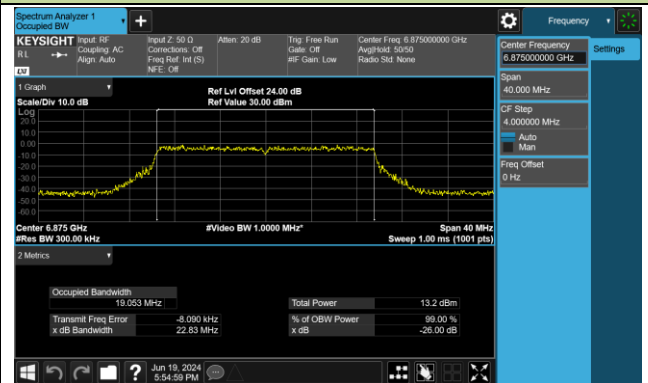 Spectrum Analyzer 1
Occupied BW
Frequency
KEYSIGHT
RL
Input: RF
Coupling: AC
Align: Auto
Input Z: 50 Ω
Corrections: Off
Freq Ref: Int (S)
NFE: Off
Atten: 20 dB
Trig: Free Run
Gate: Off
#IF Gain: Low
Center Freq: 6.875000000 GHz
Avg|Hold: 50/50
Radio Std: None
LXI
Center Frequency
6.875000000 GHz
Settings
Span
40.000 MHz
CF Step
4.000000 MHz
Auto
Man
Freq Offset
0 Hz
1 Graph
Scale/Div 10.0 dB
Ref Lvl Offset 24.00 dB
Ref Value 30.00 dBm
Log
20.0
10.0
0.00
-10.0
-20.0
-30.0
-40.0
-50.0
-60.0
Center 6.875 GHz
#Video BW 1.0000 MHz*
Span 40 MHz
#Res BW 300.00 kHz
Sweep 1.00 ms (1001 pts)
2 Metrics
Occupied Bandwidth
19.053 MHz
Total Power 13.2 dBm
Transmit Freq Error -8.090 kHz
% of OBW Power 99.00 %
x dB Bandwidth 22.83 MHz
x dB -26.00 dB
?
Jun 19, 2024
5:54:59 PM